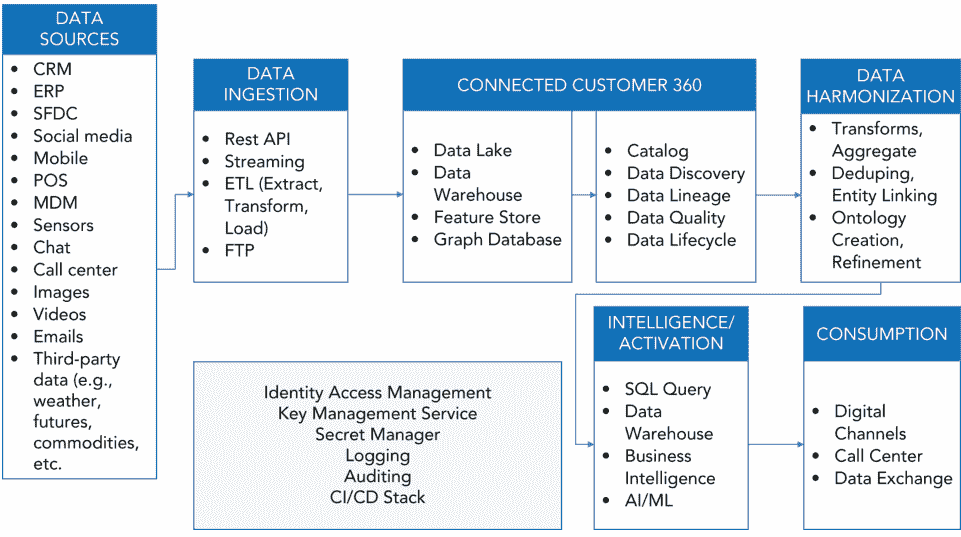 DATA
SOURCES
CRM
ERP
SFDC
Social media
Mobile
POS
MDM
Sensors
Chat
Call center
Images
Videos
Emails
Third-party
data (e.g.,
weather,
futures,
commodities,
etc.
DATA
INGESTION
Rest API
Streaming
ETL (Extract,
Transform,
Load)
FTP
CONNECTED CUSTOMER 360
Data Lake
Data
Warehouse
Feature Store
Graph Database
Catalog
Data Discovery
Data Lineage
Data Quality
Data Lifecycle
DATA
HARMONIZATION
Transforms,
Aggregate
Deduping,
Entity Linking
Ontology
Creation,
Refinement
Identity Access Management
Key Management Service
Secret Manager
Logging
Auditing
CI/CD Stack
INTELLIGENCE/
ACTIVATION
SQL Query
Data
Warehouse
Business
Intelligence
AI/ML
CONSUMPTION
Digital
Channels
Call Center
Data Exchange